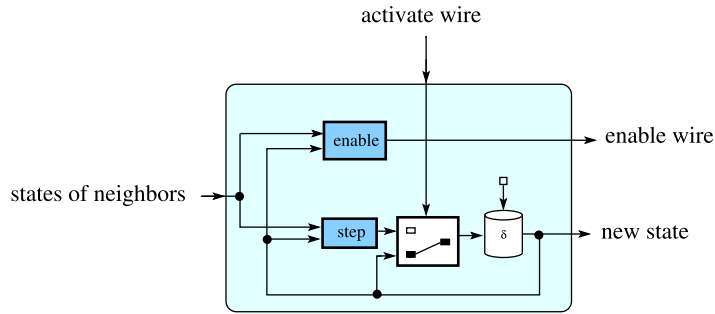 activate wire
enable
enable wire
states of neighbors
step
δ
new state